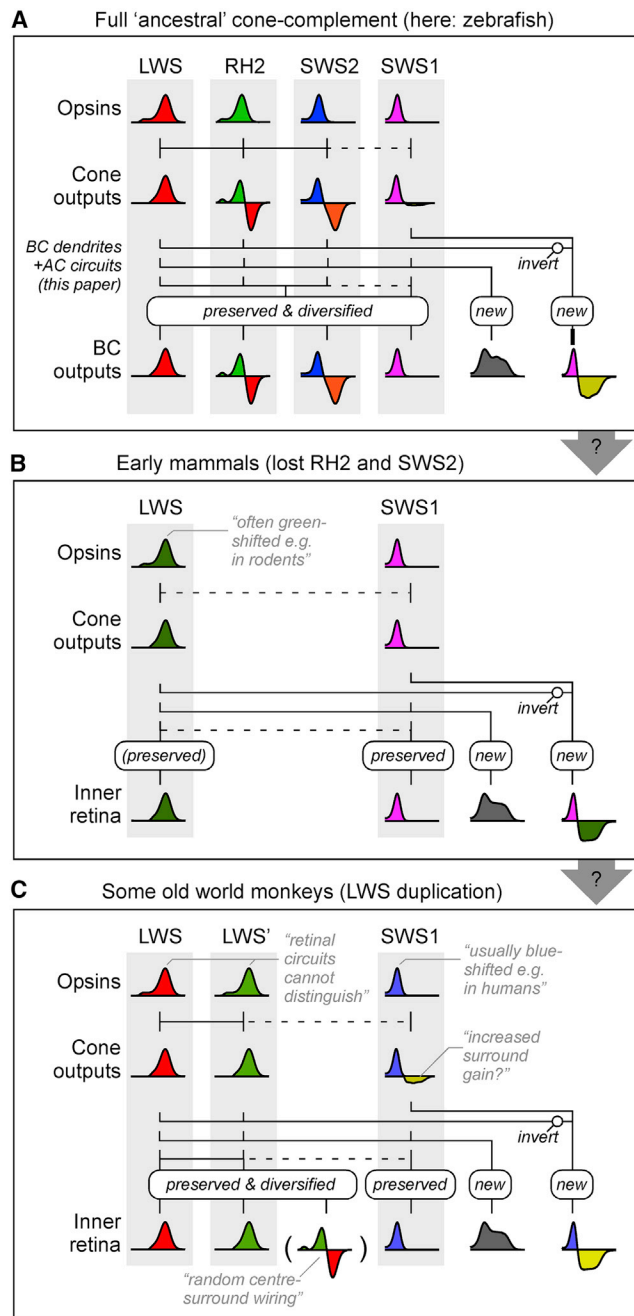 A Full ‘ancestral’ cone-complement (here: zebrafish)
LWS RH2 SWS2 SWS1
Opsins
Cone
outputs
BC dendrites
+AC circuits
(this paper)
invert
preserved & diversified new new
BC
outputs
?
B Early mammals (lost RH2 and SWS2)
LWS SWS1
“often green-
shifted e.g.
in rodents”
Opsins
Cone
outputs
invert
(preserved) preserved new new
Inner
retina
?
C Some old world monkeys (LWS duplication)
LWS LWS’ SWS1
“retinal
circuits
cannot
distinguish”
“usually blue-
shifted e.g.
in humans”
Opsins
Cone
outputs
“increased
surround
gain?”
invert
preserved & diversified preserved new new
Inner
retina
( )
“random centre-
surround wiring”